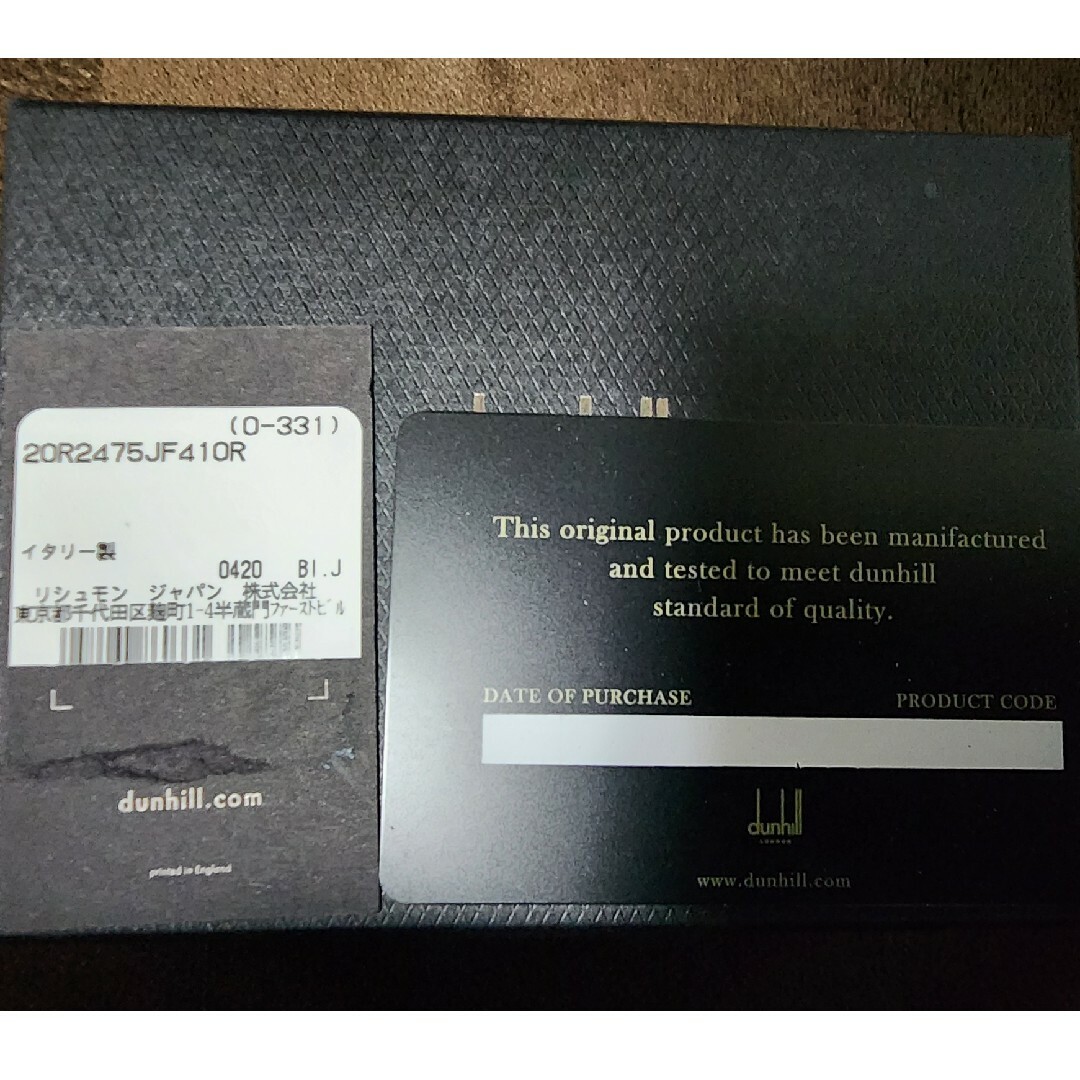 (O-331)
20R2475JF410R
イタリー製
0420 BI.J
リシュモン ジャパン 株式会社
東京都千代田区麹町1-4半蔵門ファーストビル
dunhill.com
printed in England
This original product has been manifactured
and tested to meet dunhill
standard of quality.
DATE OF PURCHASE PRODUCT CODE
dunhill
LONDON
www.dunhill.com